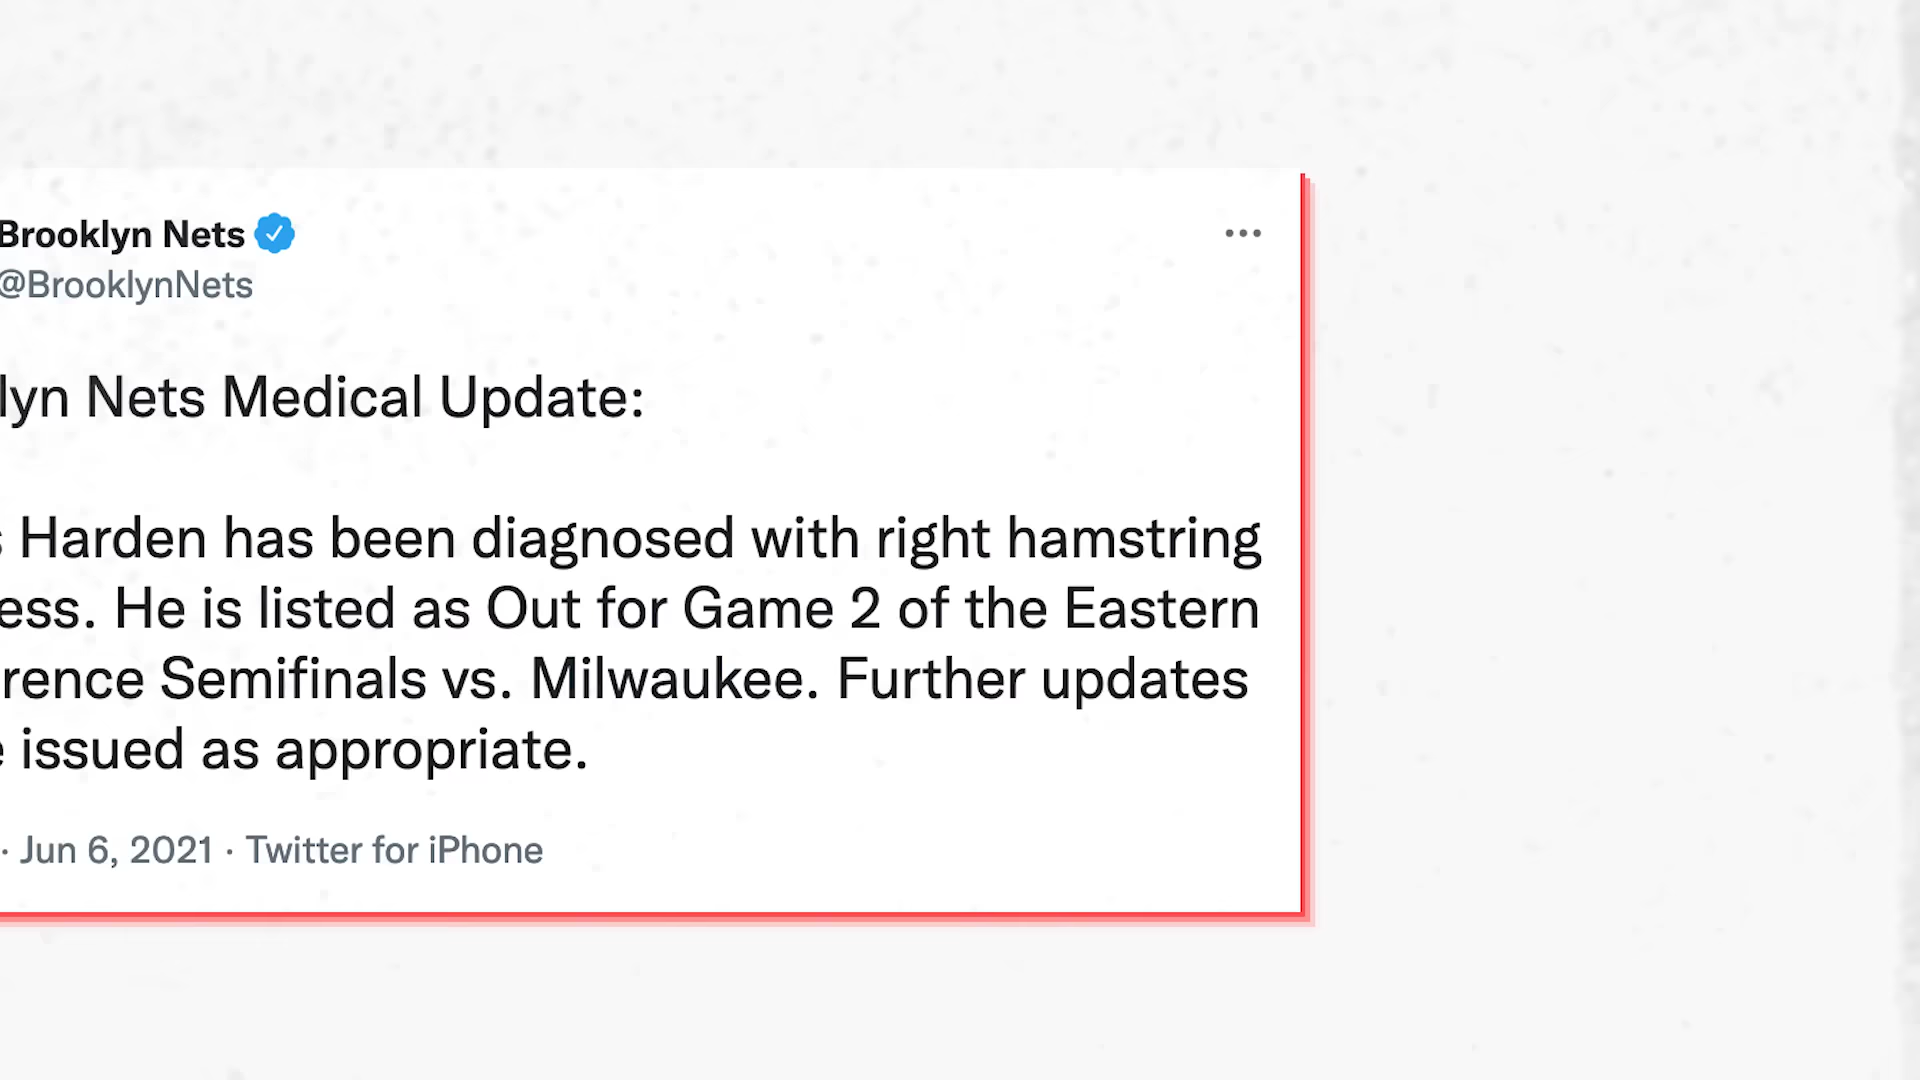 Brooklyn Nets
@BrooklynNets
lyn Nets Medical Update:
s Harden has been diagnosed with right hamstring
ess. He is listed as Out for Game 2 of the Eastern
rence Semifinals vs. Milwaukee. Further updates
e issued as appropriate.
· Jun 6, 2021 · Twitter for iPhone